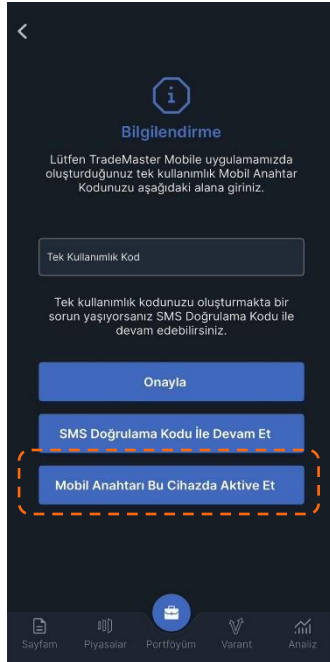 Bilgilendirme
Lütfen TradeMaster Mobile uygulamamızda
oluşturduğunuz tek kullanımlık Mobil Anahtar
Kodunuzu aşağıdaki alana giriniz.
Tek Kullanımlık Kod
Tek kullanımlık kodunuzu oluşturmakta bir
sorun yaşıyorsanız SMS Doğrulama Kodu ile
devam edebilirsiniz.
Onayla
SMS Doğrulama Kodu İle Devam Et
Mobil Anahtarı Bu Cihazda Aktive Et
Sayfam Piyasalar Portföyüm Varant Analiz